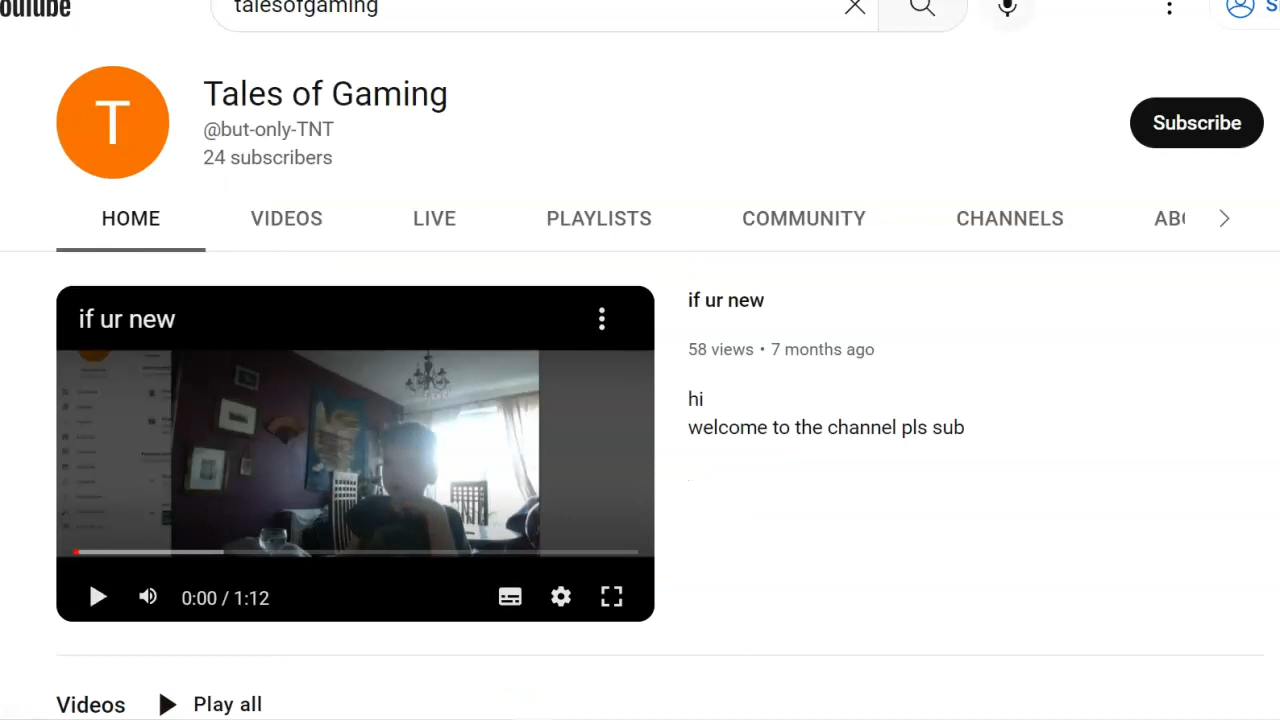 YouTube
talesofgaming
T
Tales of Gaming
@but-only-TNT
24 subscribers
Subscribe
HOME VIDEOS LIVE PLAYLISTS COMMUNITY CHANNELS
if ur new
0:00 / 1:12
if ur new
58 views • 7 months ago
hi
welcome to the channel pls sub
Videos Play all